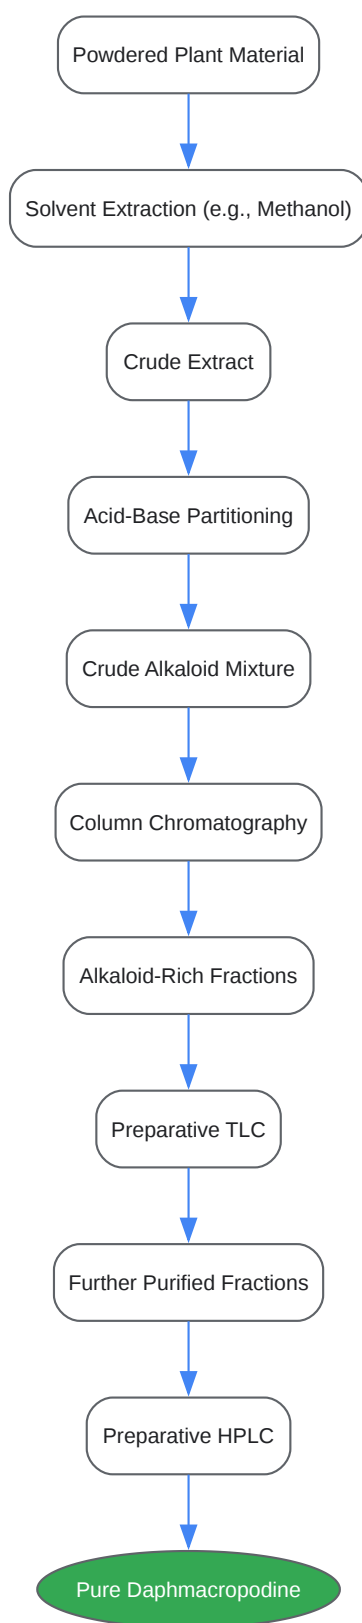 Powdered Plant Material
Solvent Extraction (e.g., Methanol)
Crude Extract
Acid-Base Partitioning
Crude Alkaloid Mixture
Column Chromatography
Alkaloid-Rich Fractions
Preparative TLC
Further Purified Fractions
Preparative HPLC
Pure Daphmacropodine